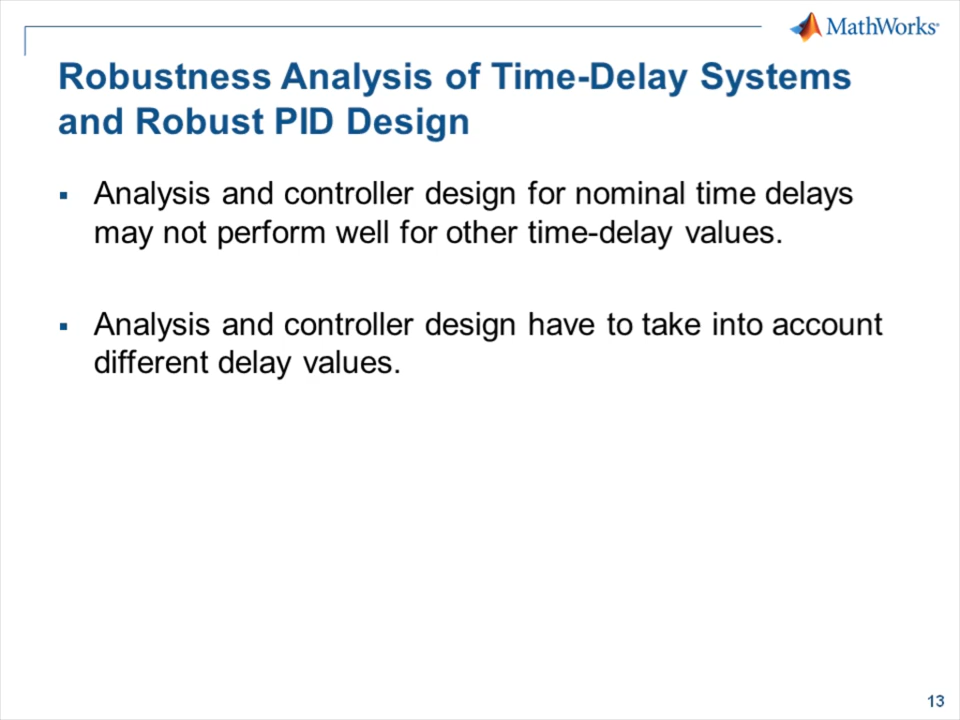 MathWorks®
Robustness Analysis of Time-Delay Systems
and Robust PID Design
▪ Analysis and controller design for nominal time delays
may not perform well for other time-delay values.
▪ Analysis and controller design have to take into account
different delay values.
13